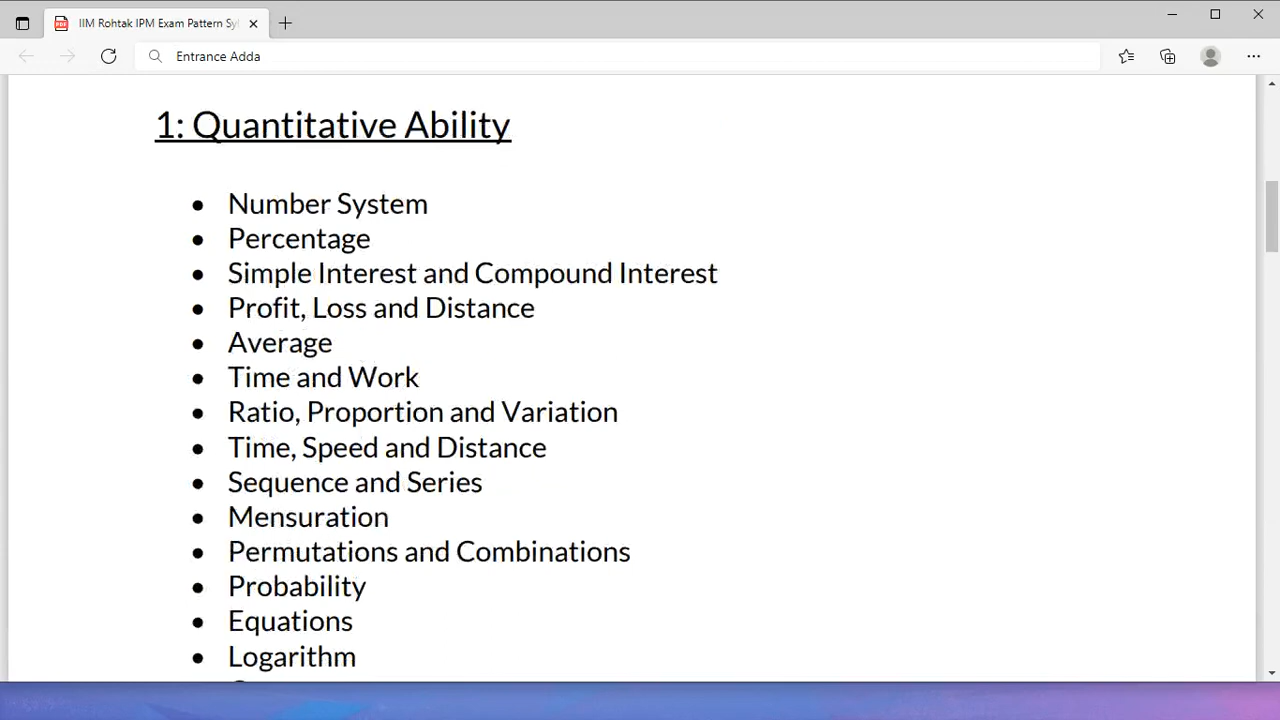 IIM Rohtak IPM Exam Pattern Sy
Entrance Adda
1: Quantitative Ability
• Number System
• Percentage
• Simple Interest and Compound Interest
• Profit, Loss and Distance
• Average
• Time and Work
• Ratio, Proportion and Variation
• Time, Speed and Distance
• Sequence and Series
• Mensuration
• Permutations and Combinations
• Probability
• Equations
• Logarithm